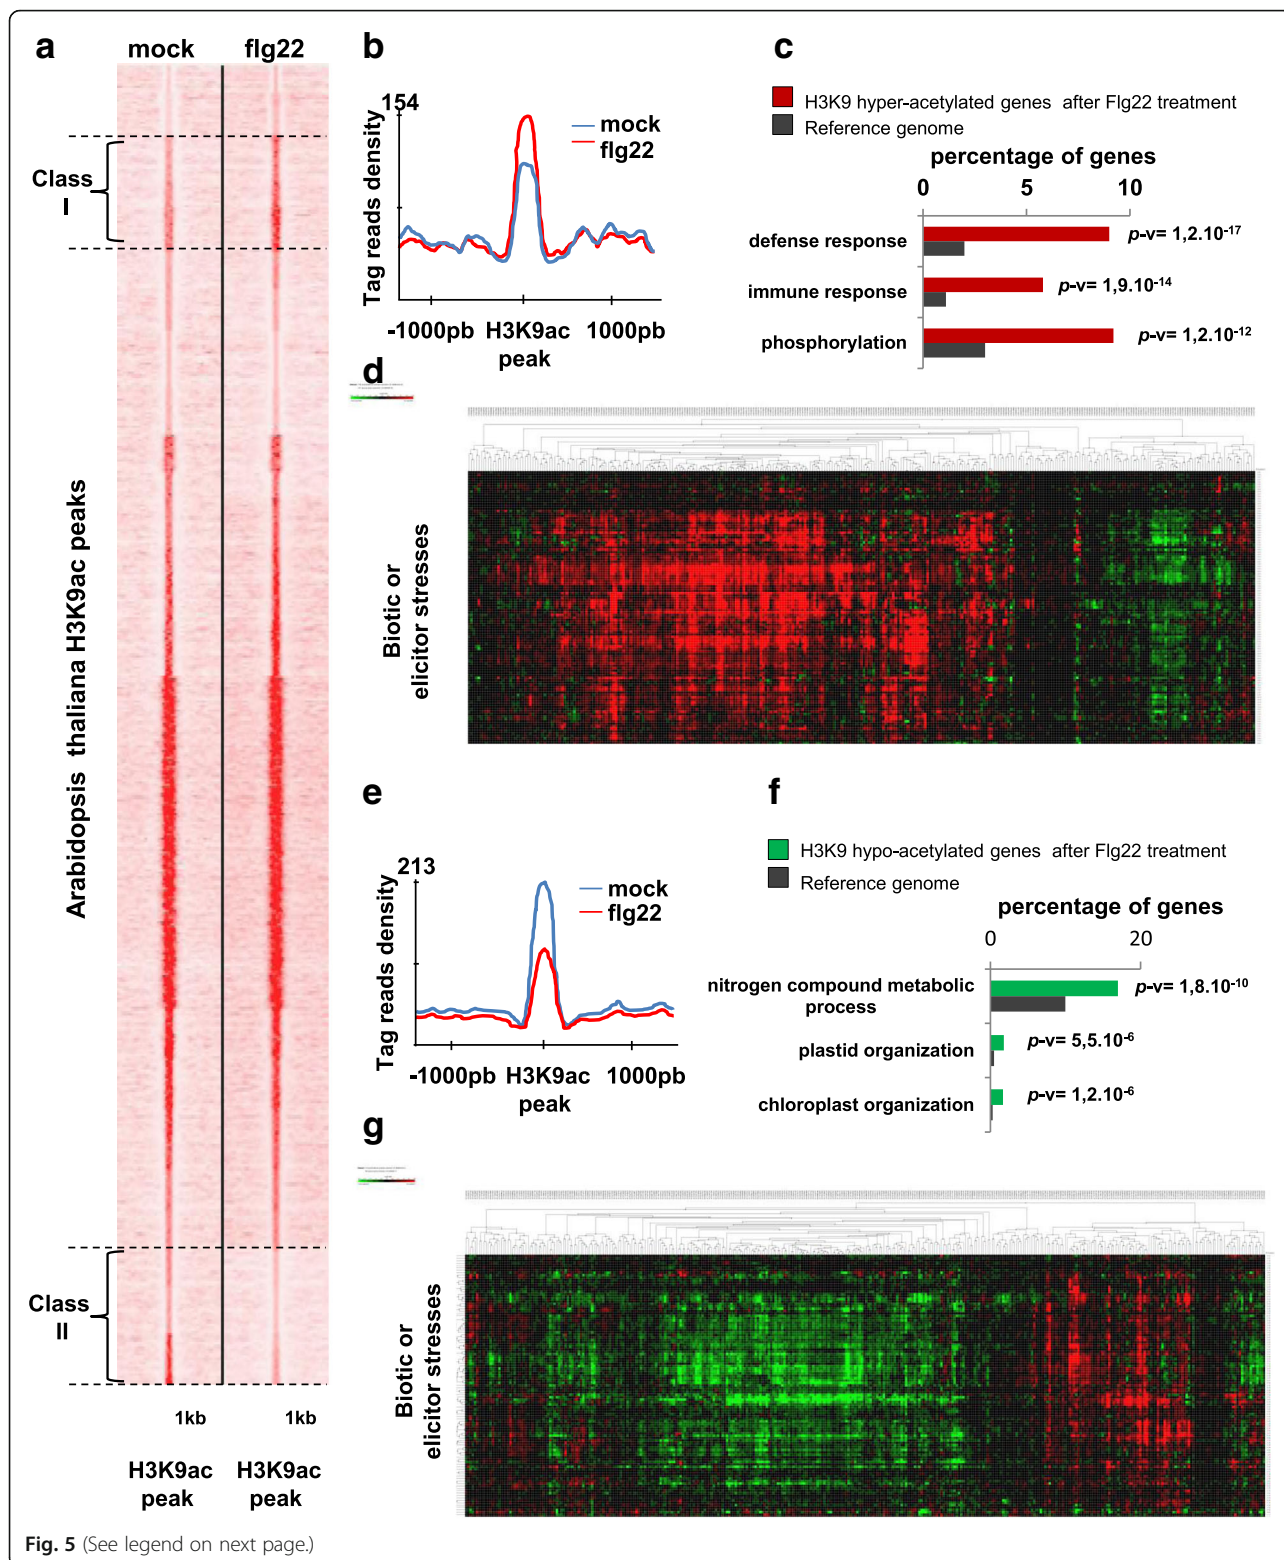 a
mock
flg22
Class
I
Arabidopsis thaliana H3K9ac peaks
Class
II
1kb
1kb
H3K9ac
peak
H3K9ac
peak
b
154
Tag reads density
mock
flg22
-1000pb
H3K9ac
peak
1000pb
c
H3K9 hyper-acetylated genes after Flg22 treatment
Reference genome
percentage of genes
0
5
10
defense response
p-v= 1,2.10-17
immune response
p-v= 1,9.10-14
phosphorylation
p-v= 1,2.10-12
d
Biotic or
elicitor stresses
e
213
Tag reads density
mock
flg22
-1000pb
H3K9ac
peak
1000pb
f
H3K9 hypo-acetylated genes after Flg22 treatment
Reference genome
percentage of genes
0
20
nitrogen compound metabolic
process
p-v= 1,8.10-10
plastid organization
p-v= 5,5.10-6
chloroplast organization
p-v= 1,2.10-6
g
Biotic or
elicitor stresses
Fig. 5 (See legend on next page.)